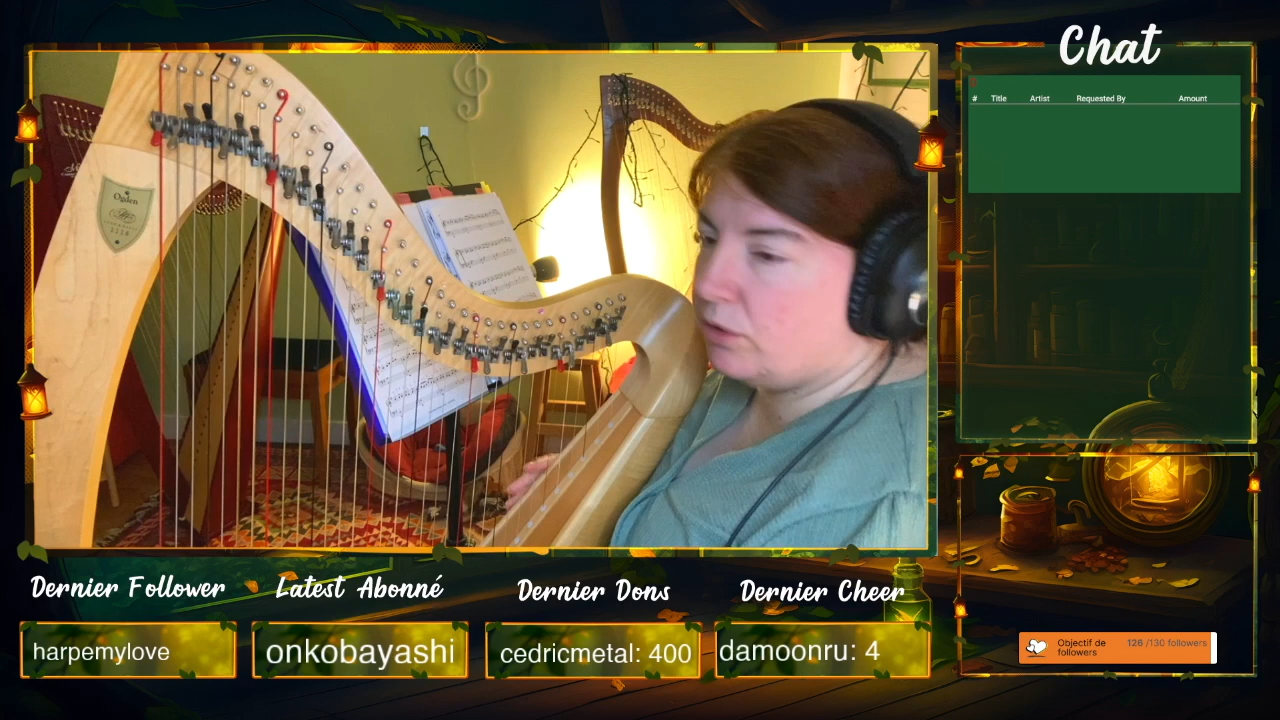 Chat
# Title Artist Requested By Amount
Ogden
Dernier Follower
Latest Abonné
Dernier Dons
Dernier Cheer
harpemylove
onkobayashi
cedricmetal: 400
damoonru: 4
Objectif de followers
126 /130 followers